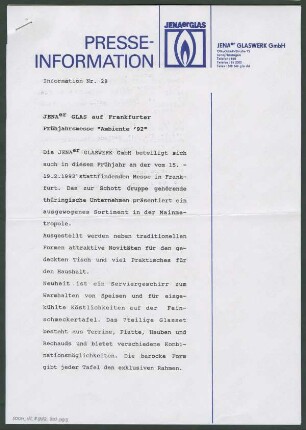 JENAer GLAS
PRESSE-
INFORMATION
JENAer GLASWERK GmbH
Information Nr. 28
JENAer GLAS auf Frankfurter
Frühjahrsmesse "Ambiente '92"
Die JENAer GLASWERK GmbH beteiligt sich
auch in diesem Frühjahr an der vom 15. -
19.2.1992 stattfindenden Messe in Frank-
furt. Das zur Schott Gruppe gehörende
thüringische Unternehmen präsentiert ein
ausgewogenes Sortiment in der Mainme-
tropole.
Ausgestellt werden neben traditionellen
Formen attraktive Novitäten für den ge-
deckten Tisch und viel Praktisches für
den Haushalt.
Neuheit ist ein Serviergeschirr zum
Warmhalten von Speisen und für eisge-
kühlte Köstlichkeiten auf der Fein-
schmeckertafel. Das 7teilige Glasset
besteht aus Terrine, Platte, Hauben und
Rechauds und bietet verschiedene Kombi-
nationsmöglichkeiten. Die barocke Form
gibt jeder Tafel den exklusiven Rahmen.